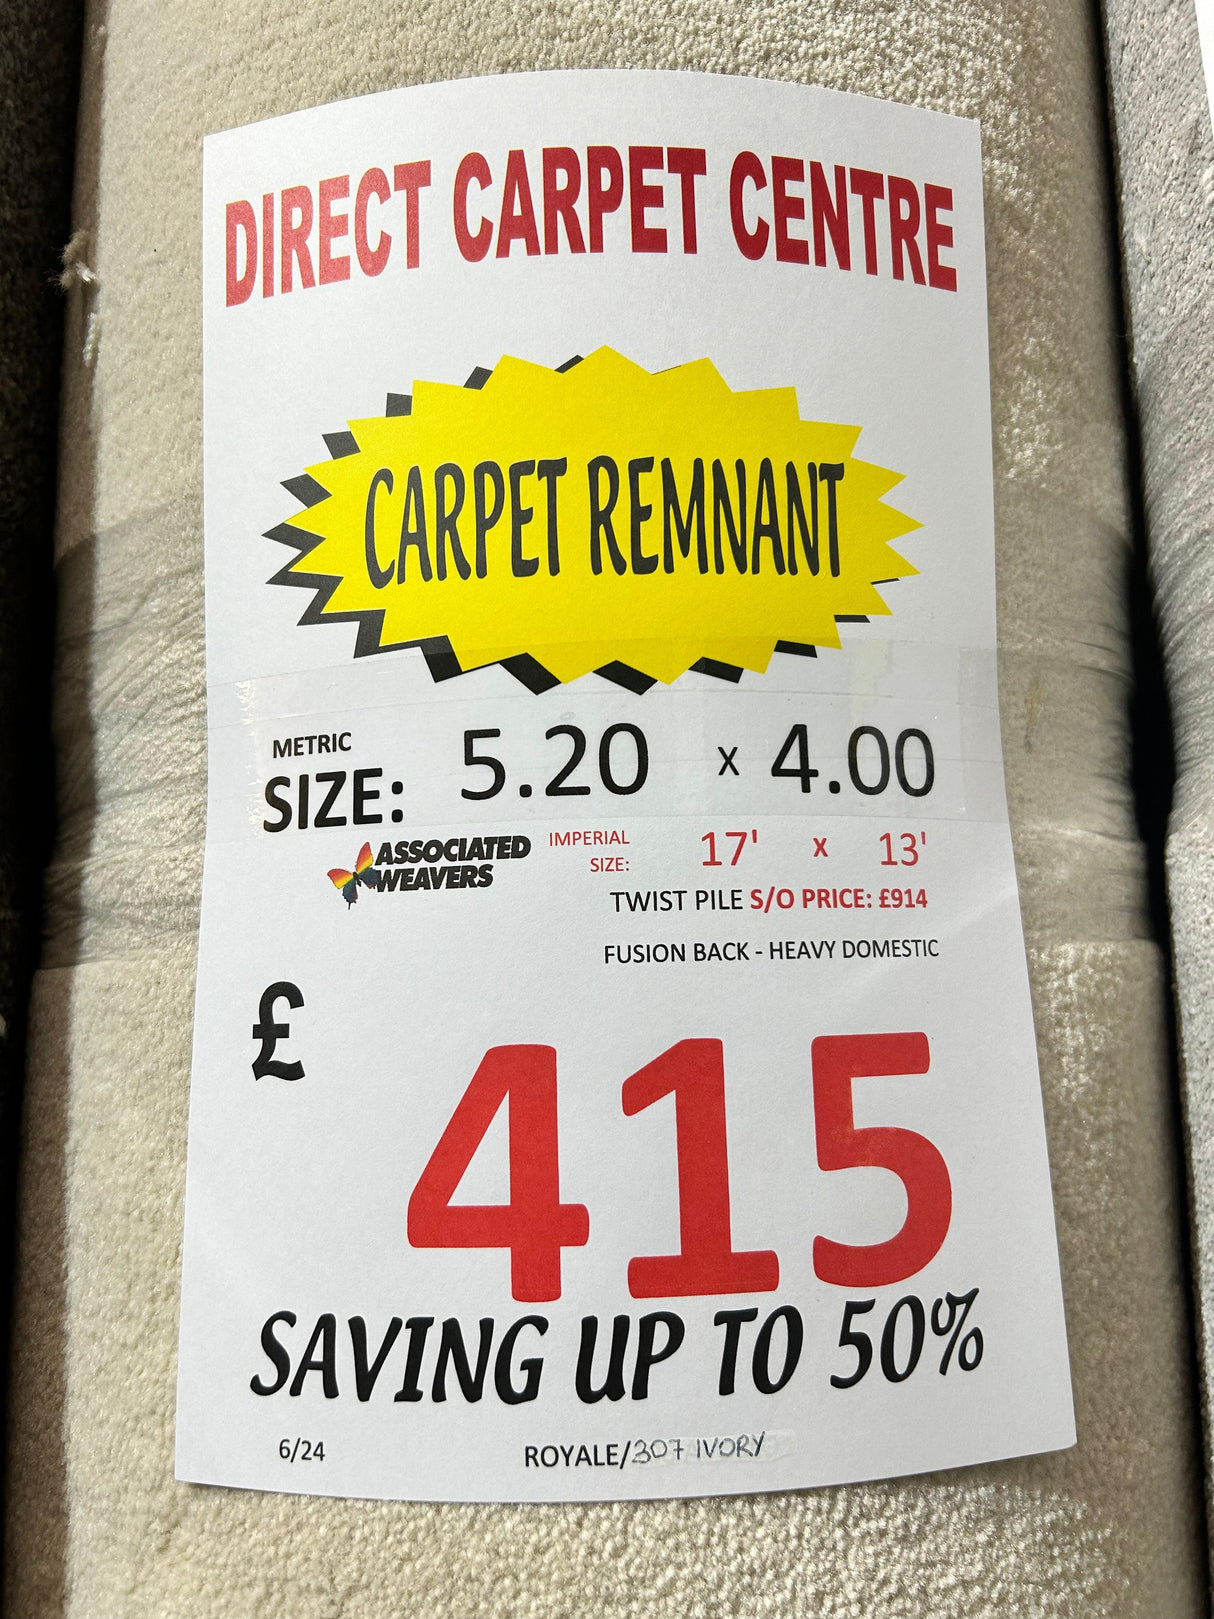 DIRECT CARPET CENTRE
CARPET REMNANT
METRIC
SIZE: 5.20 x 4.00
ASSOCIATED
WEAVERS
IMPERIAL
SIZE: 17' x 13'
TWIST PILE S/O PRICE: £914
FUSION BACK - HEAVY DOMESTIC
£
415
SAVING UP TO 50%
6/24 ROYALE/307 IVORY